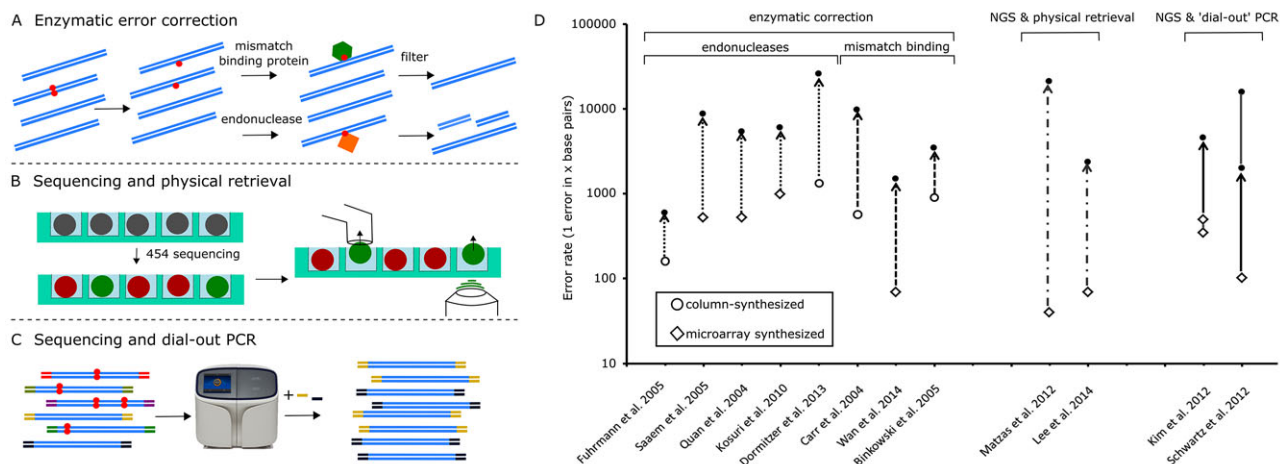 A Enzymatic error correction
mismatch
binding protein
filter
endonuclease
B Sequencing and physical retrieval
454 sequencing
C Sequencing and dial-out PCR
+
D
enzymatic correction
endonucleases
mismatch binding
NGS & physical retrieval
NGS & 'dial-out' PCR
Error rate (1 error in x base pairs)
100000
10000
1000
100
10
column-synthesized
microarray synthesized
Fuhrmann et al. 2005
Saaem et al. 2005
Quan et al. 2004
Kosuri et al. 2010
Dormitzer et al. 2013
Carr et al. 2004
Wan et al. 2014
Binkowski et al. 2005
Matzas et al. 2012
Lee et al. 2014
Kim et al. 2012
Schwartz et al. 2012